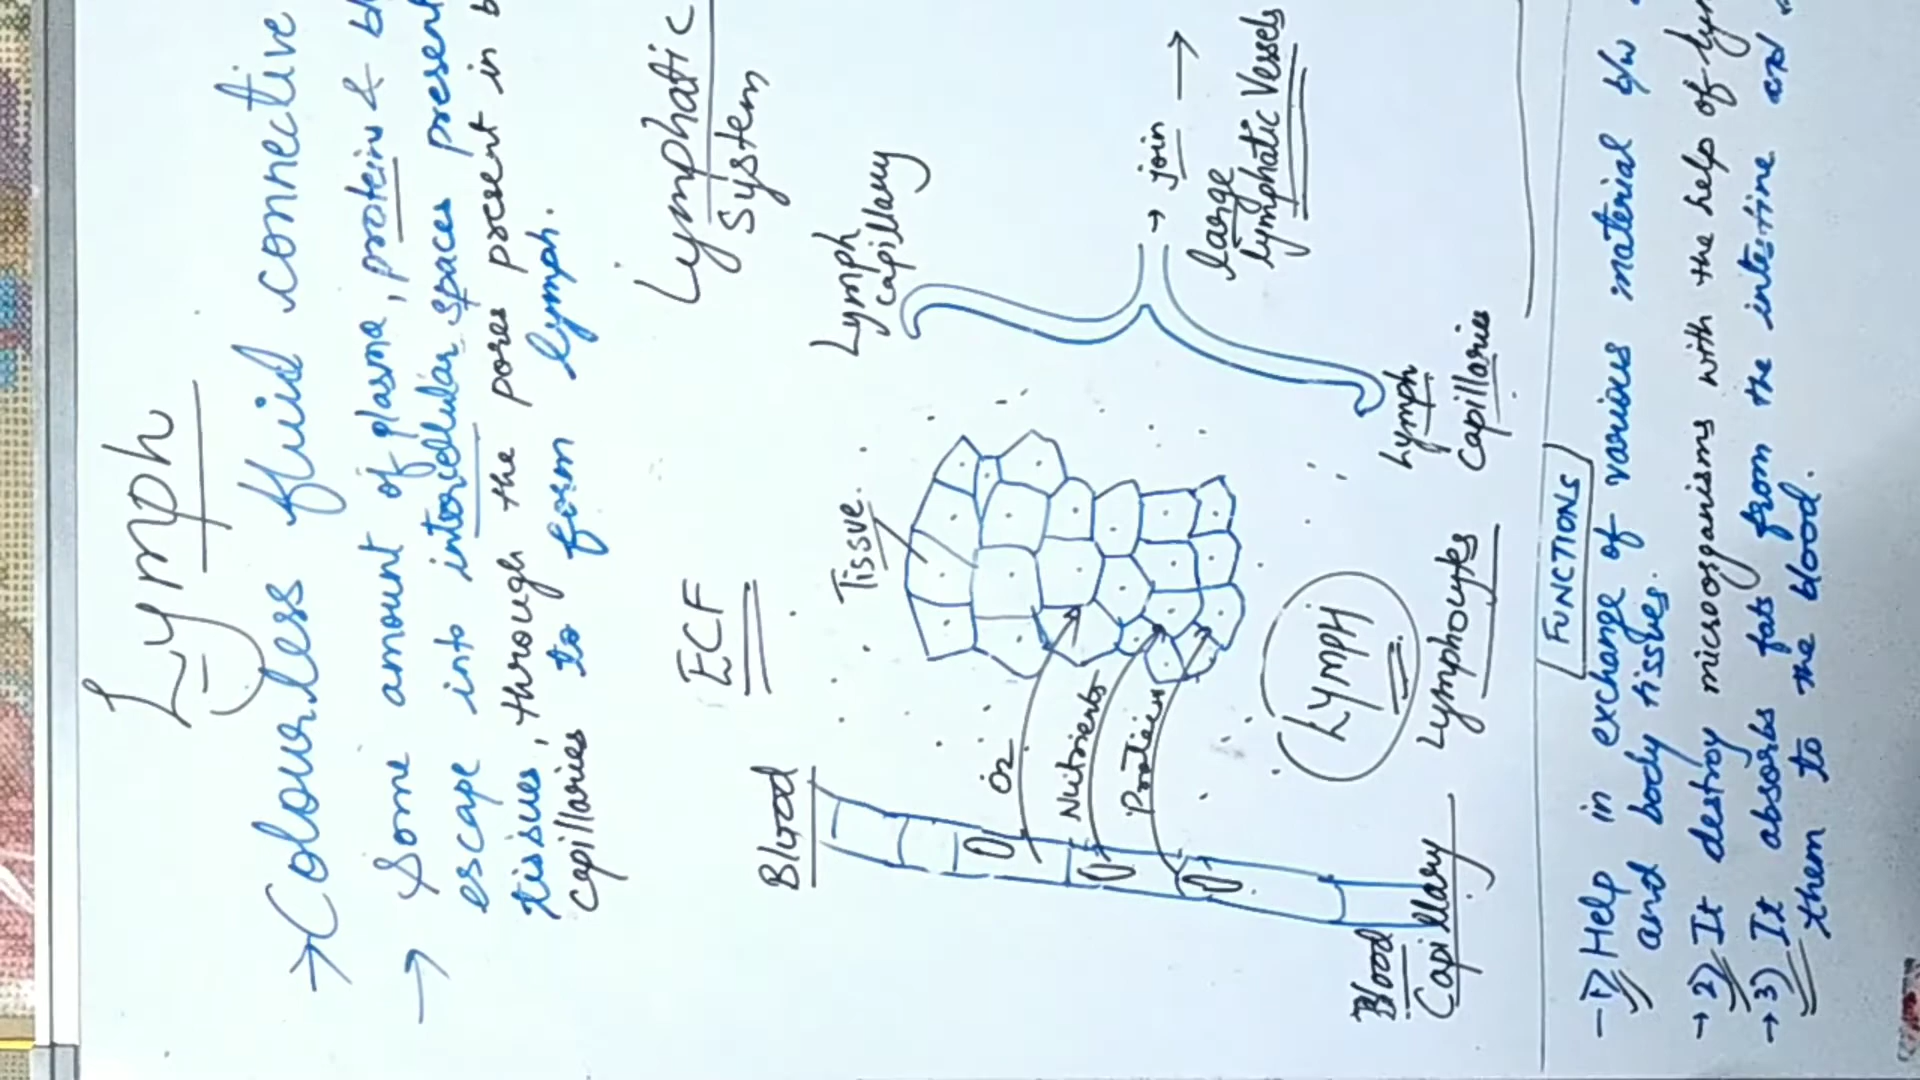 Lymph
→ Colourless fluid connective
→ Some amount of plasma, proteins &
escape into intercellular spaces present
tissues, through the pores present in
capillaries to form lymph.
ECF
Lymphatic
System
Blood
Tissue
Lymph
capillary
O2
Nutrients
Proteins
→ join →
large
lymphatic Vessels
LYMPH
Lymph
Capillaries
Blood
Capillary
Lymphocytes
FUNCTIONS
→ 1) Help in exchange of various material b/w
and body tissues.
→ 2) It destroy microorganisms with the help of
→ 3) It absorbs fats from the intestine and
them to the blood.